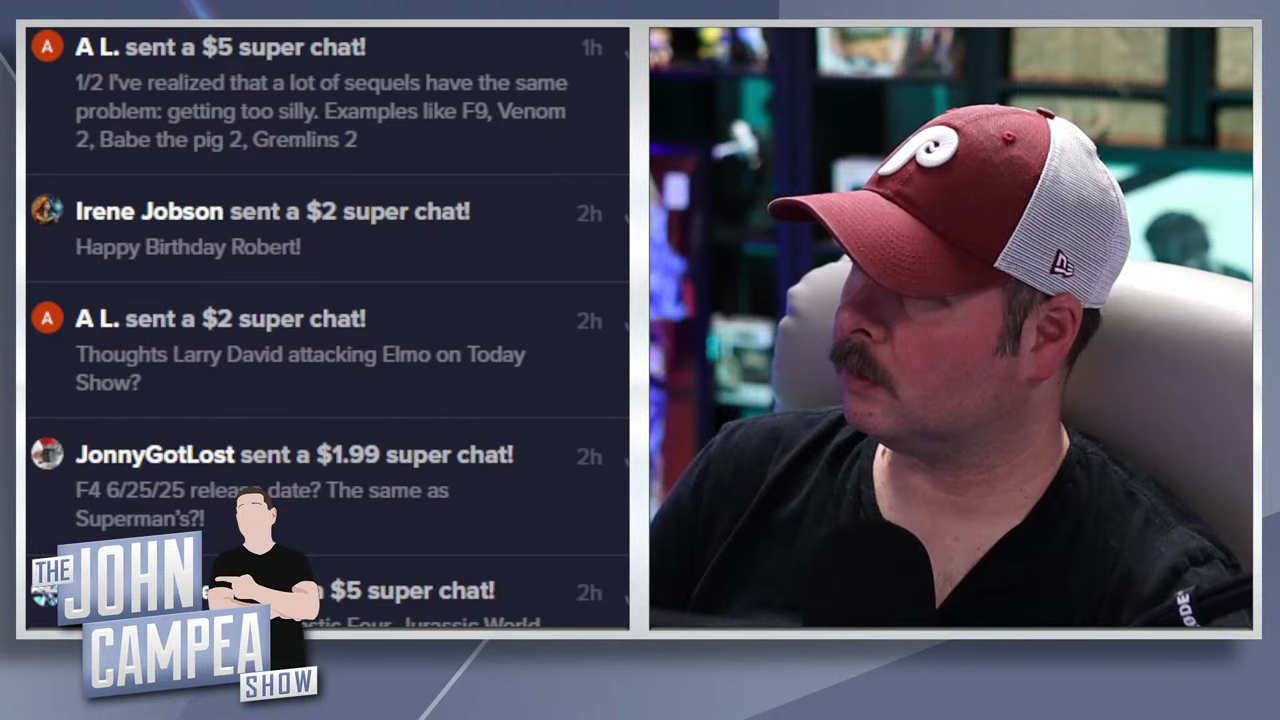 A L. sent a $5 super chat!
1h
1/2 I've realized that a lot of sequels have the same
problem: getting too silly. Examples like F9, Venom
2, Babe the pig 2, Gremlins 2
Irene Jobson sent a $2 super chat!
2h
Happy Birthday Robert!
A L. sent a $2 super chat!
2h
Thoughts Larry David attacking Elmo on Today
Show?
JonnyGotLost sent a $1.99 super chat!
2h
F4 6/25/25 release date? The same as
Superman's?!
$5 super chat!
2h
Four, Jurassic World
THE
JOHN
CAMPEA
SHOW
A
A
P